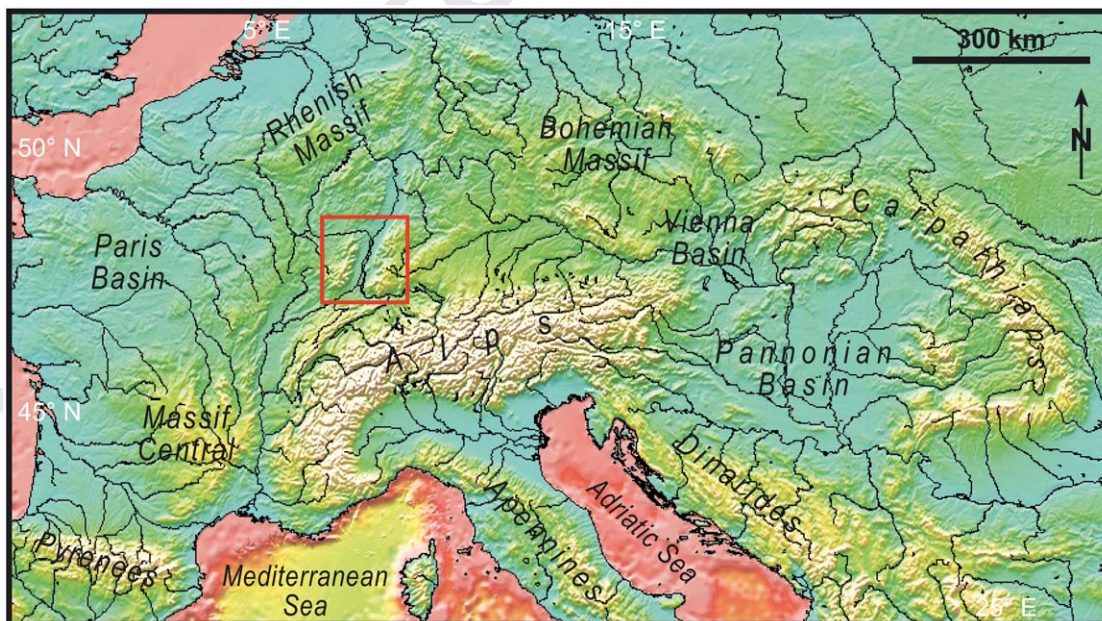 5° E
15° E
300 km
N
50° N
Rhenish
Massif
Bohemian
Massif
Carpathians
Vienna
Basin
Paris
Basin
Alps
Pannonian
Basin
45° N
Massif
Central
Dinarides
Apennines
Adriatic Sea
Pyrenees
Mediterranean
Sea
25° E